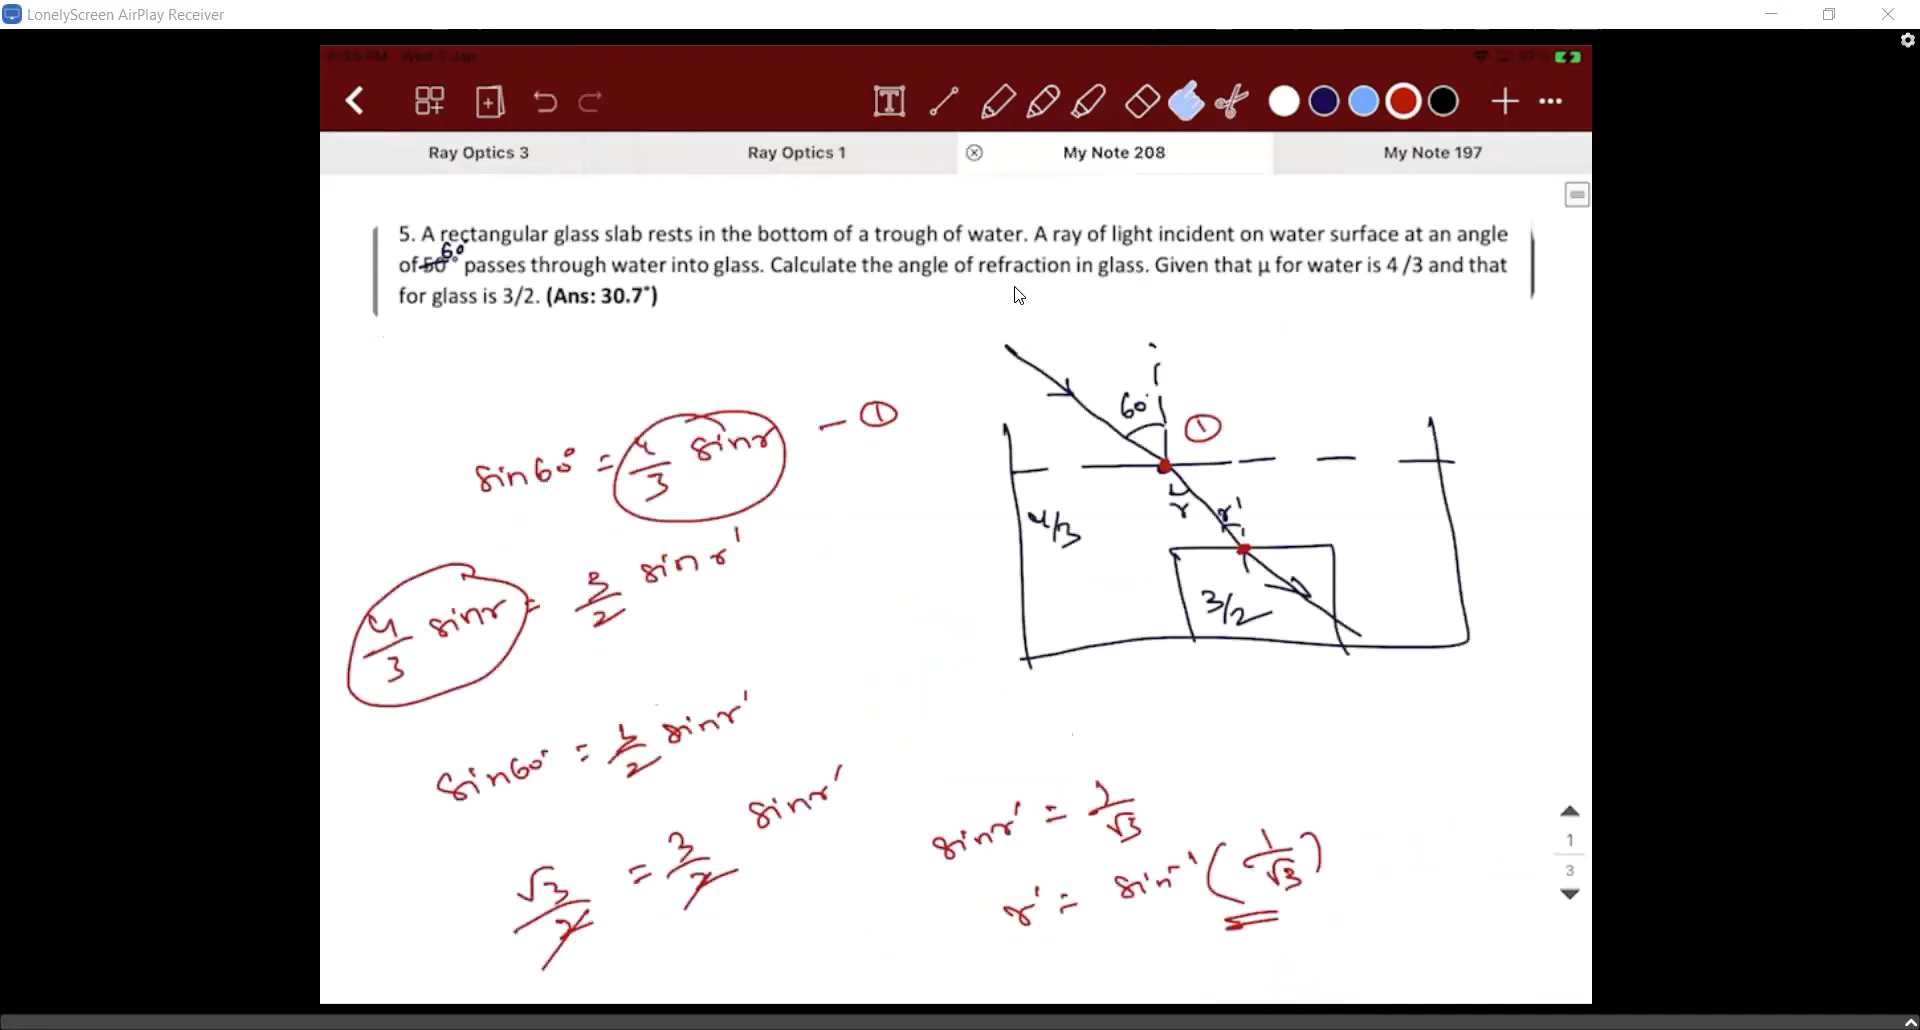 LonelyScreen AirPlay Receiver
Ray Optics 3
Ray Optics 1
My Note 208
My Note 197
5. A rectangular glass slab rests in the bottom of a trough of water. A ray of light incident on water surface at an angle
60°
of 50° passes through water into glass. Calculate the angle of refraction in glass. Given that μ for water is 4 /3 and that
for glass is 3/2. (Ans: 30.7°)
sin60° = 4/3 sinr — ①
4/3 sinr = 3/2 sin r'
sin60° = 3/2 sinr'
√3/2 = 3/2 sinr'
sinr' = 1/√3
r' = sin⁻¹ (1/√3)
i
60°
①
r
r'
4/3
3/2
1
3